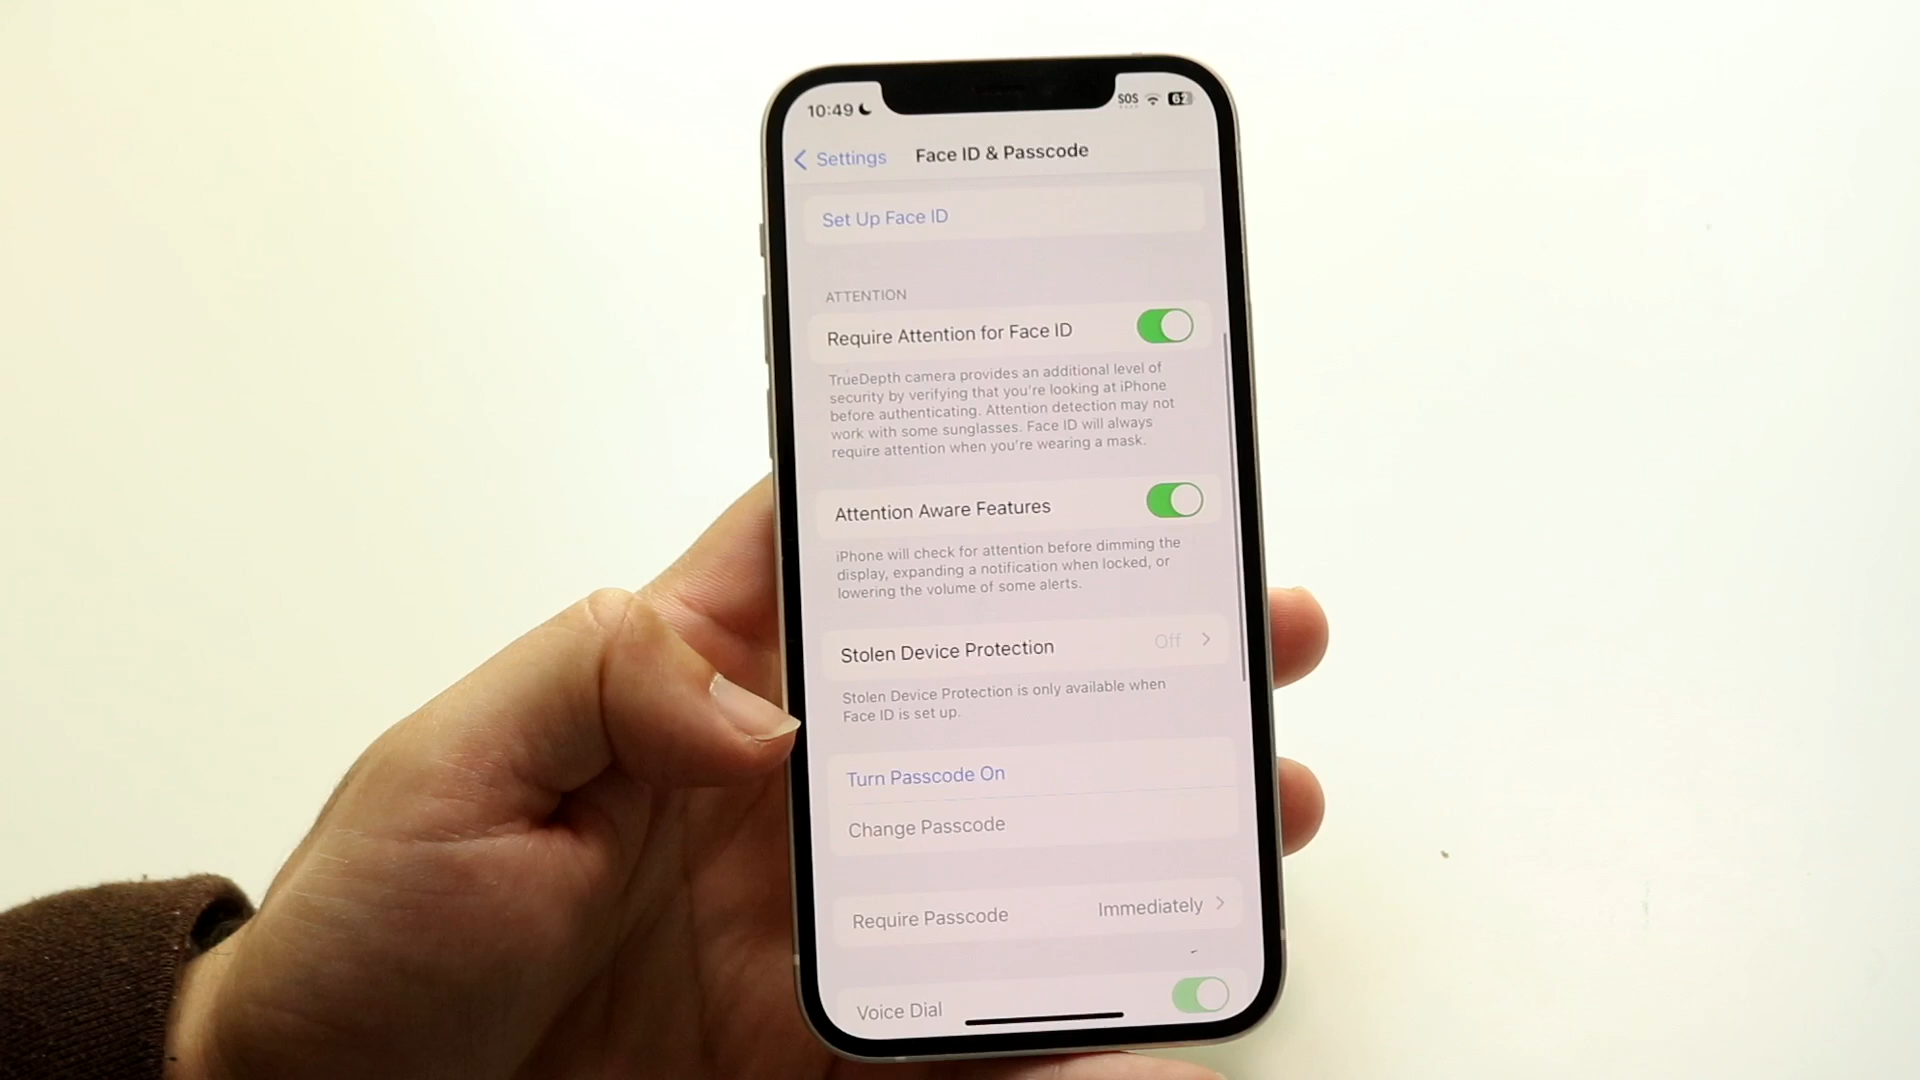 10:49 SOS 62
Settings Face ID & Passcode
Set Up Face ID
ATTENTION
Require Attention for Face ID
TrueDepth camera provides an additional level of
security by verifying that you're looking at iPhone
before authenticating. Attention detection may not
work with some sunglasses. Face ID will always
require attention when you're wearing a mask.
Attention Aware Features
iPhone will check for attention before dimming the
display, expanding a notification when locked, or
lowering the volume of some alerts.
Stolen Device Protection Off
Stolen Device Protection is only available when
Face ID is set up.
Turn Passcode On
Change Passcode
Require Passcode Immediately
Voice Dial